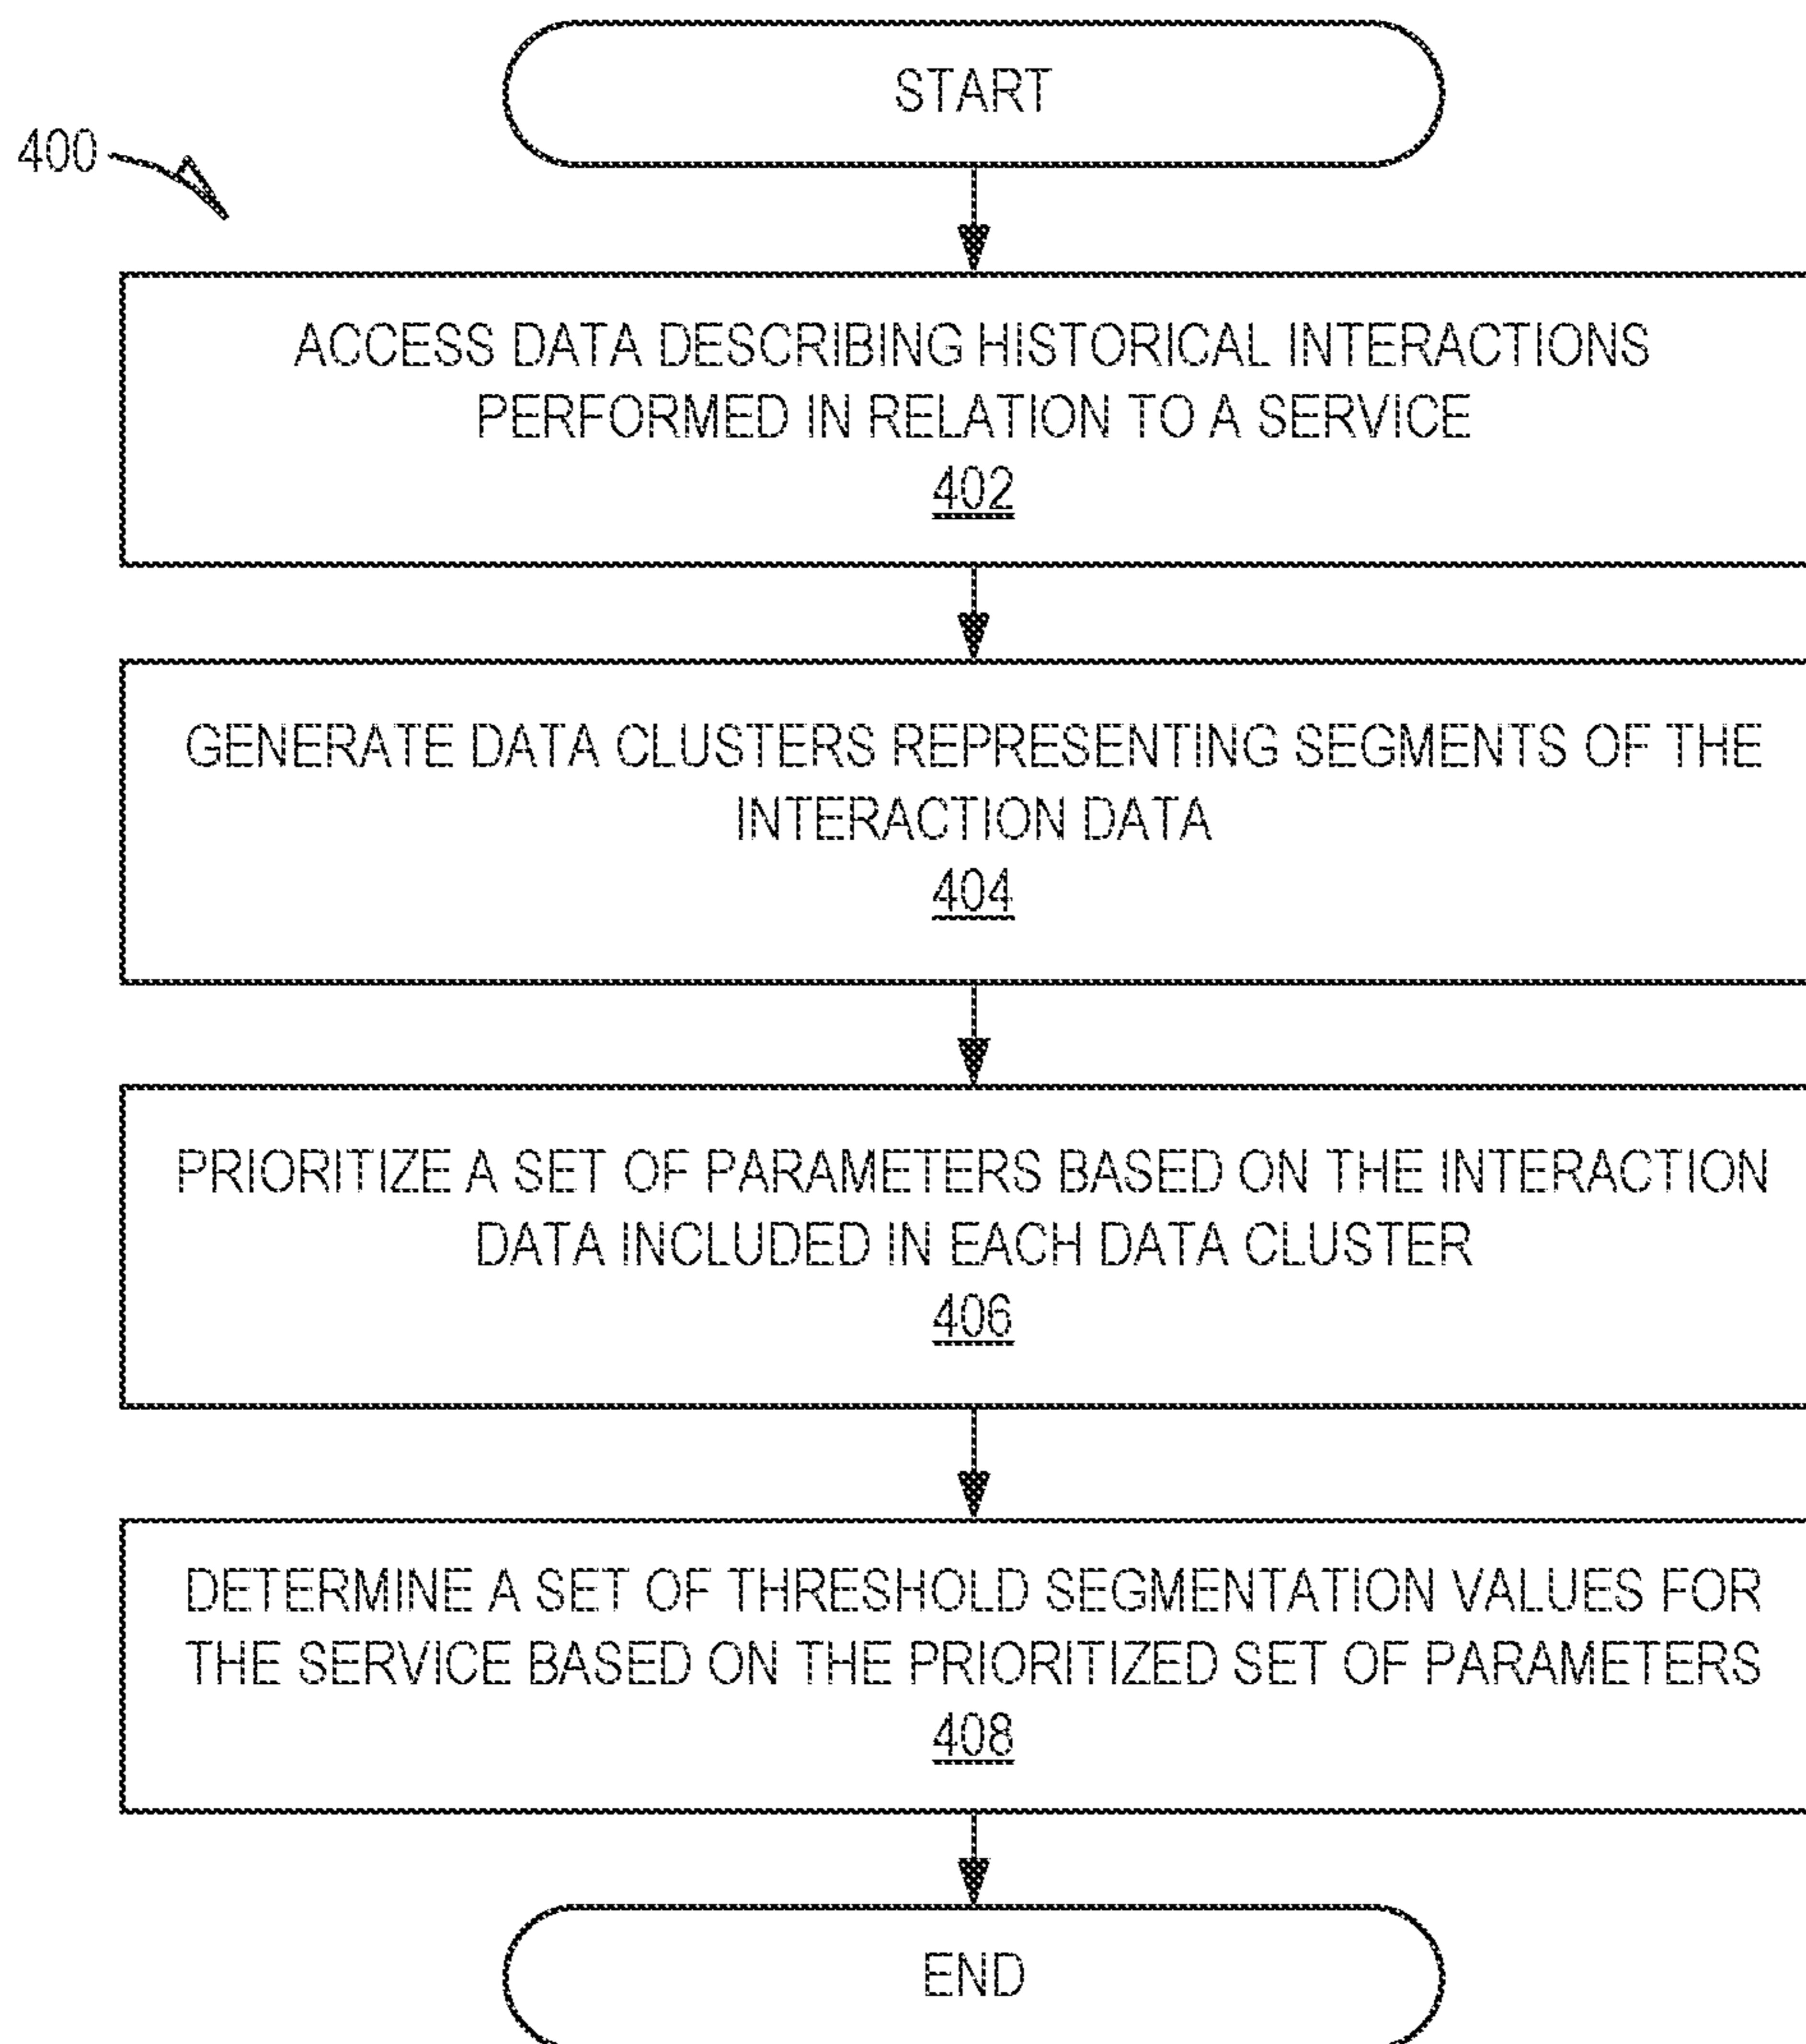 START
400
ACCESS DATA DESCRIBING HISTORICAL INTERACTIONS
PERFORMED IN RELATION TO A SERVICE
402
GENERATE DATA CLUSTERS REPRESENTING SEGMENTS OF THE
INTERACTION DATA
404
PRIORITIZE A SET OF PARAMETERS BASED ON THE INTERACTION
DATA INCLUDED IN EACH DATA CLUSTER
406
DETERMINE A SET OF THRESHOLD SEGMENTATION VALUES FOR
THE SERVICE BASED ON THE PRIORITIZED SET OF PARAMETERS
408
END